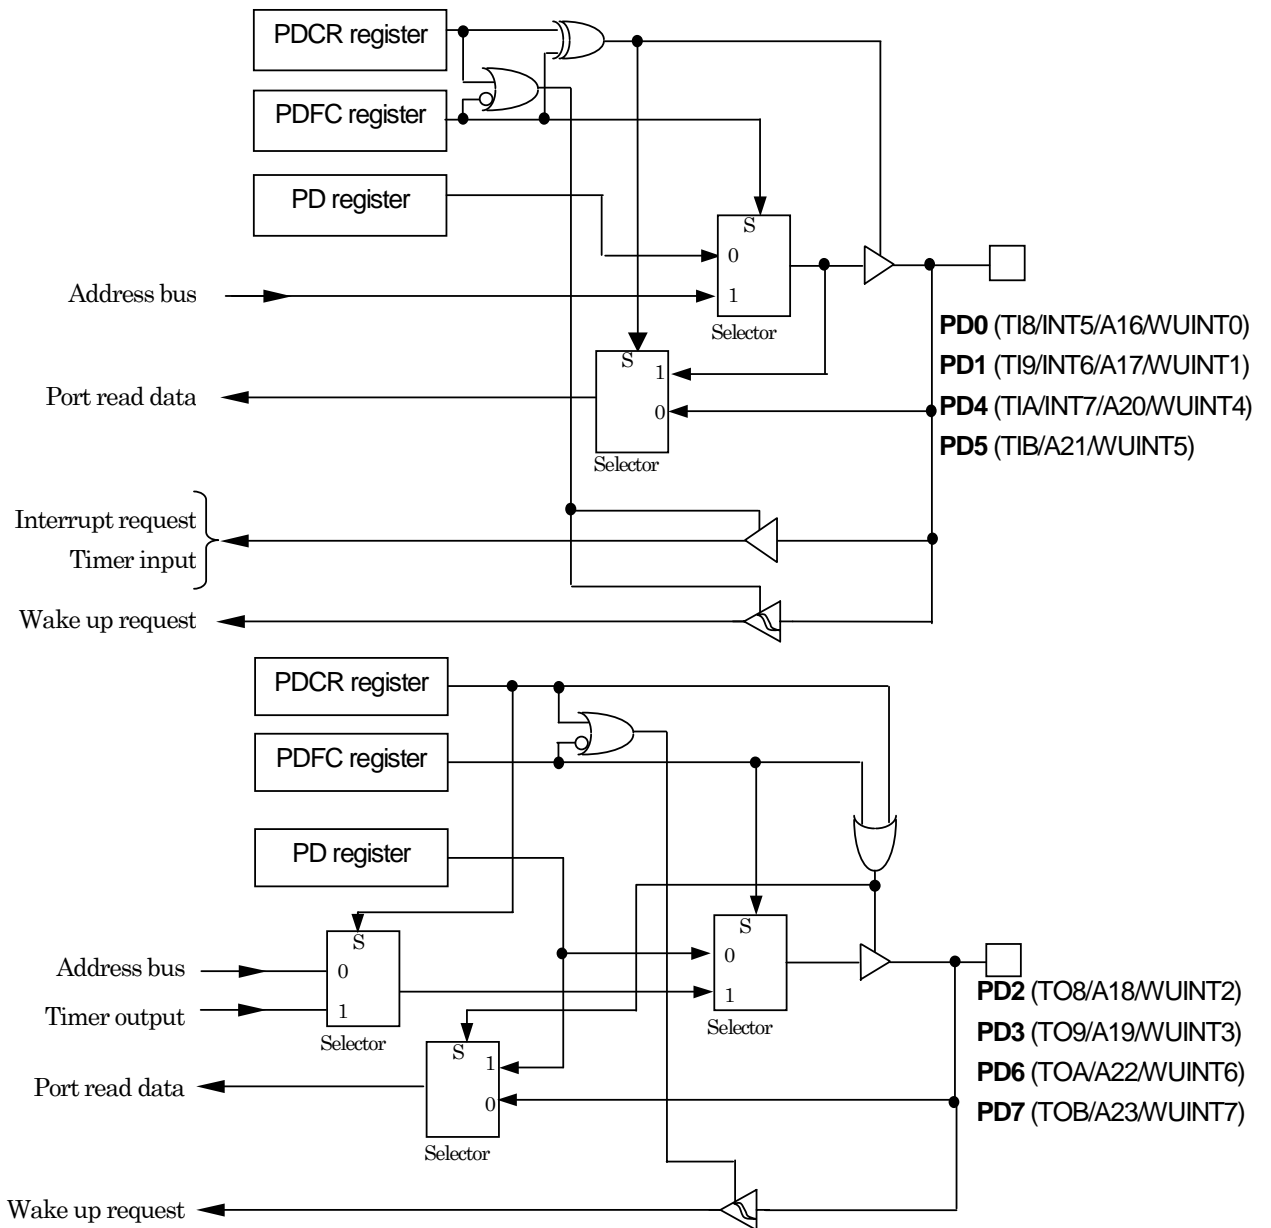 PDCR register
PDFC register
PD register
S
0
Address bus
1
Selector
PD0 (TI8/INT5/A16/WUINT0)
S
1
PD1 (TI9/INT6/A17/WUINT1)
Port read data
0
PD4 (TIA/INT7/A20/WUINT4)
Selector
PD5 (TIB/A21/WUINT5)
Interrupt request
Timer input
Wake up request
PDCR register
PDFC register
PD register
S
S
0
Address bus
0
1
PD2 (TO8/A18/WUINT2)
Timer output
1
Selector
Selector
PD3 (TO9/A19/WUINT3)
S
1
Port read data
0
PD6 (TOA/A22/WUINT6)
PD7 (TOB/A23/WUINT7)
Selector
Wake up request